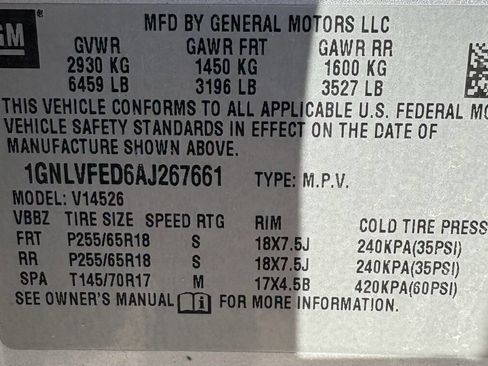 GM
MFD BY GENERAL MOTORS LLC
GVWR GAWR FRT GAWR RR
2930 KG 1450 KG 1600 KG
6459 LB 3196 LB 3527 LB
THIS VEHICLE CONFORMS TO ALL APPLICABLE U.S. FEDERAL
VEHICLE SAFETY STANDARDS IN EFFECT ON THE DATE OF
MANUFACTURE SHOWN ABOVE.
1GNLVFED6AJ267661 TYPE: M.P.V.
MODEL: V14526
VBBZ TIRE SIZE SPEED RTG RIM COLD TIRE PRESS
FRT P255/65R18 S 18X7.5J 240KPA(35PSI)
RR P255/65R18 S 18X7.5J 240KPA(35PSI)
SPA T145/70R17 M 17X4.5B 420KPA(60PSI)
SEE OWNER'S MANUAL FOR MORE INFORMATION.